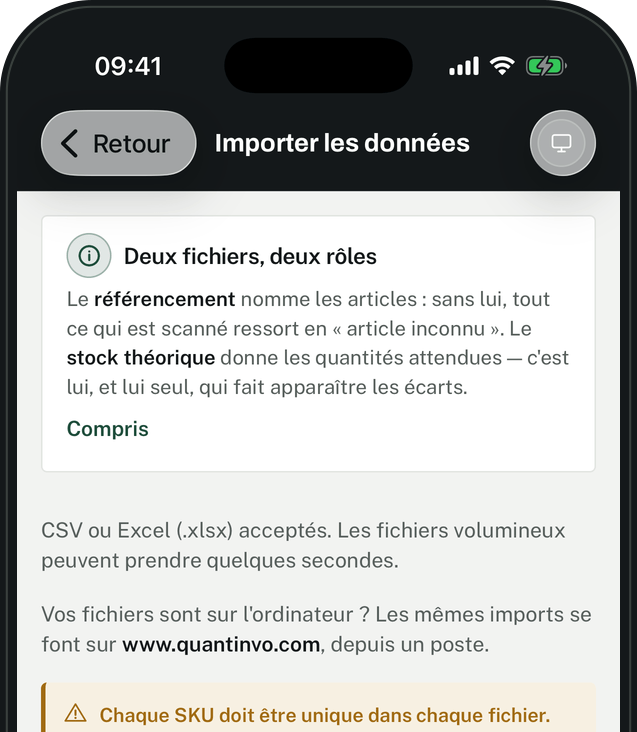 09:41
Retour
Importer les données
Deux fichiers, deux rôles
Le référencement nomme les articles : sans lui, tout
ce qui est scanné ressort en « article inconnu ». Le
stock théorique donne les quantités attendues — c'est
lui, et lui seul, qui fait apparaître les écarts.
Compris
CSV ou Excel (.xlsx) acceptés. Les fichiers volumineux
peuvent prendre quelques secondes.
Vos fichiers sont sur l'ordinateur ? Les mêmes imports se
font sur www.quantinvo.com, depuis un poste.
Chaque SKU doit être unique dans chaque fichier.